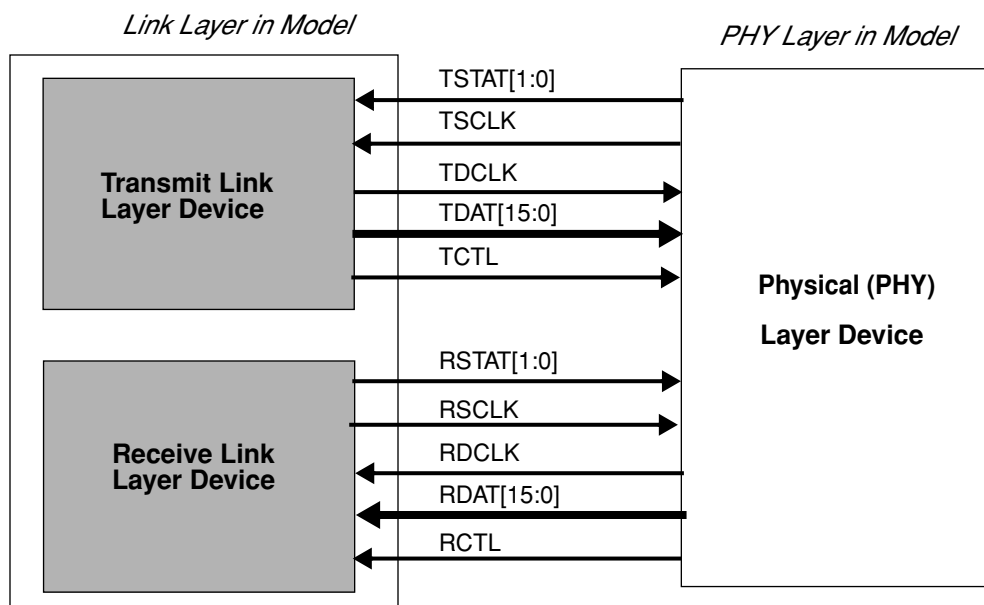 Link Layer in Model
PHY Layer in Model
TSTAT[1:0]
TSCLK
TDCLK
TDAT[15:0]
TCTL
Transmit Link
Layer Device
Physical (PHY)
Layer Device
RSTAT[1:0]
RSCLK
RDCLK
RDAT[15:0]
RCTL
Receive Link
Layer Device